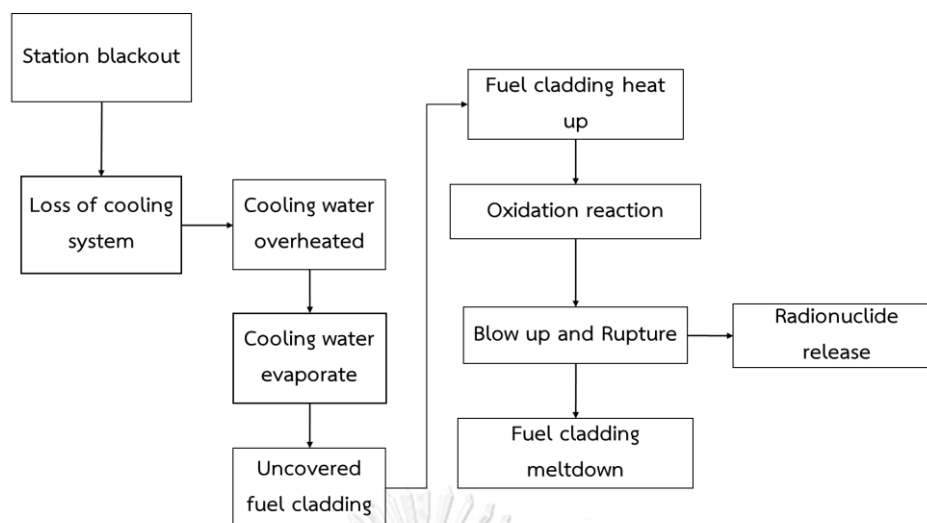 Station blackout
Loss of cooling
system
Cooling water
overheated
Cooling water
evaporate
Uncovered
fuel cladding
Fuel cladding heat
up
Oxidation reaction
Blow up and Rupture
Radionuclide
release
Fuel cladding
meltdown